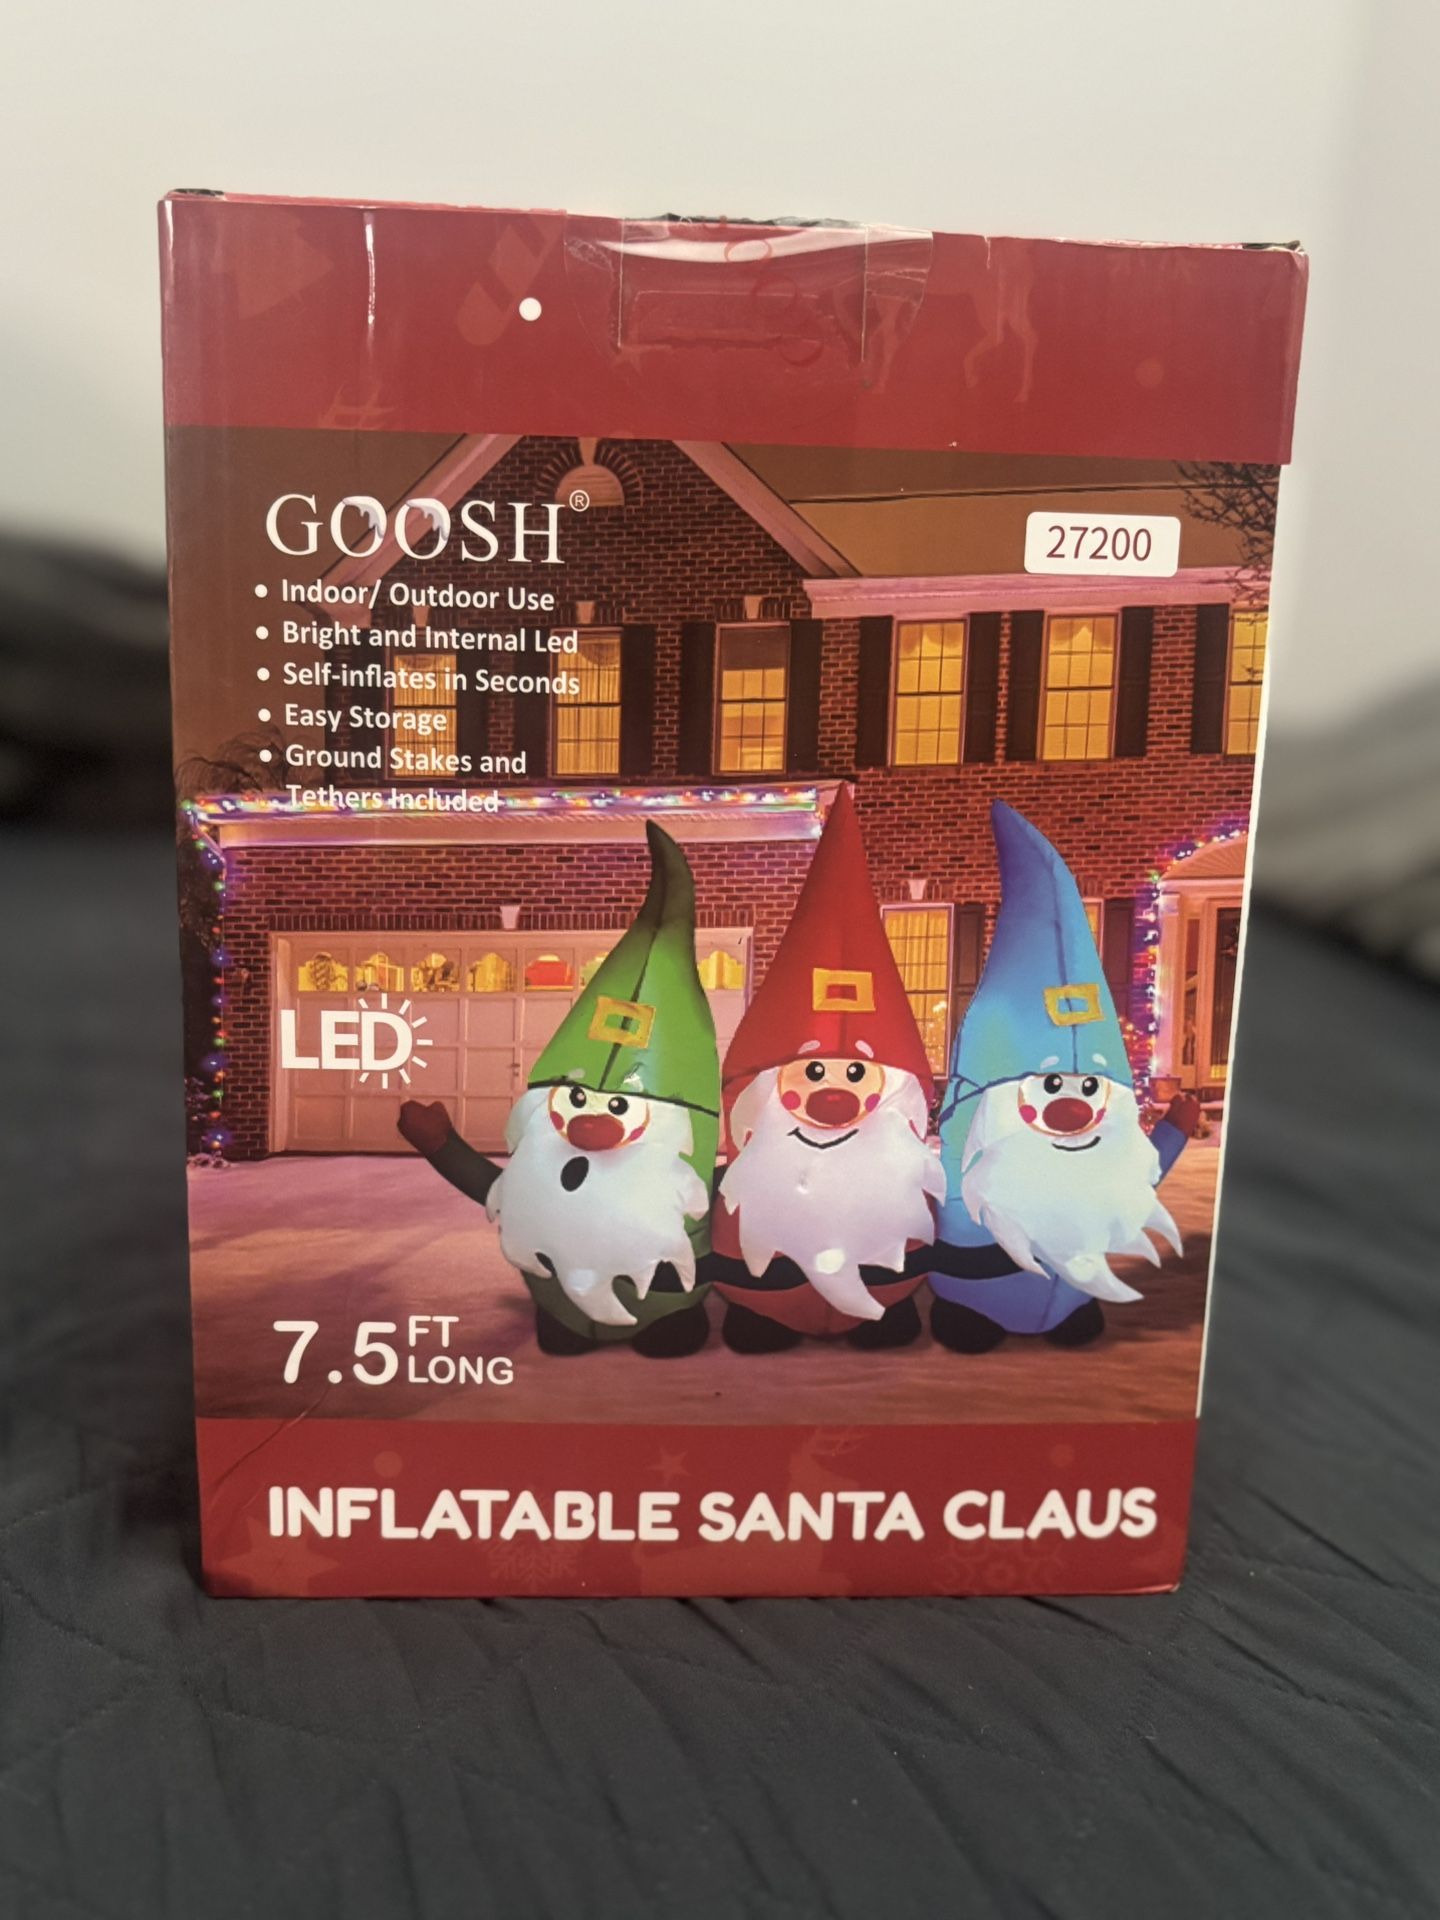 GOOSH®
27200
• Indoor/ Outdoor Use
• Bright and Internal Led
• Self-inflates in Seconds
• Easy Storage
• Ground Stakes and
Tethers Included
LED
7.5 FT
LONG
INFLATABLE SANTA CLAUS